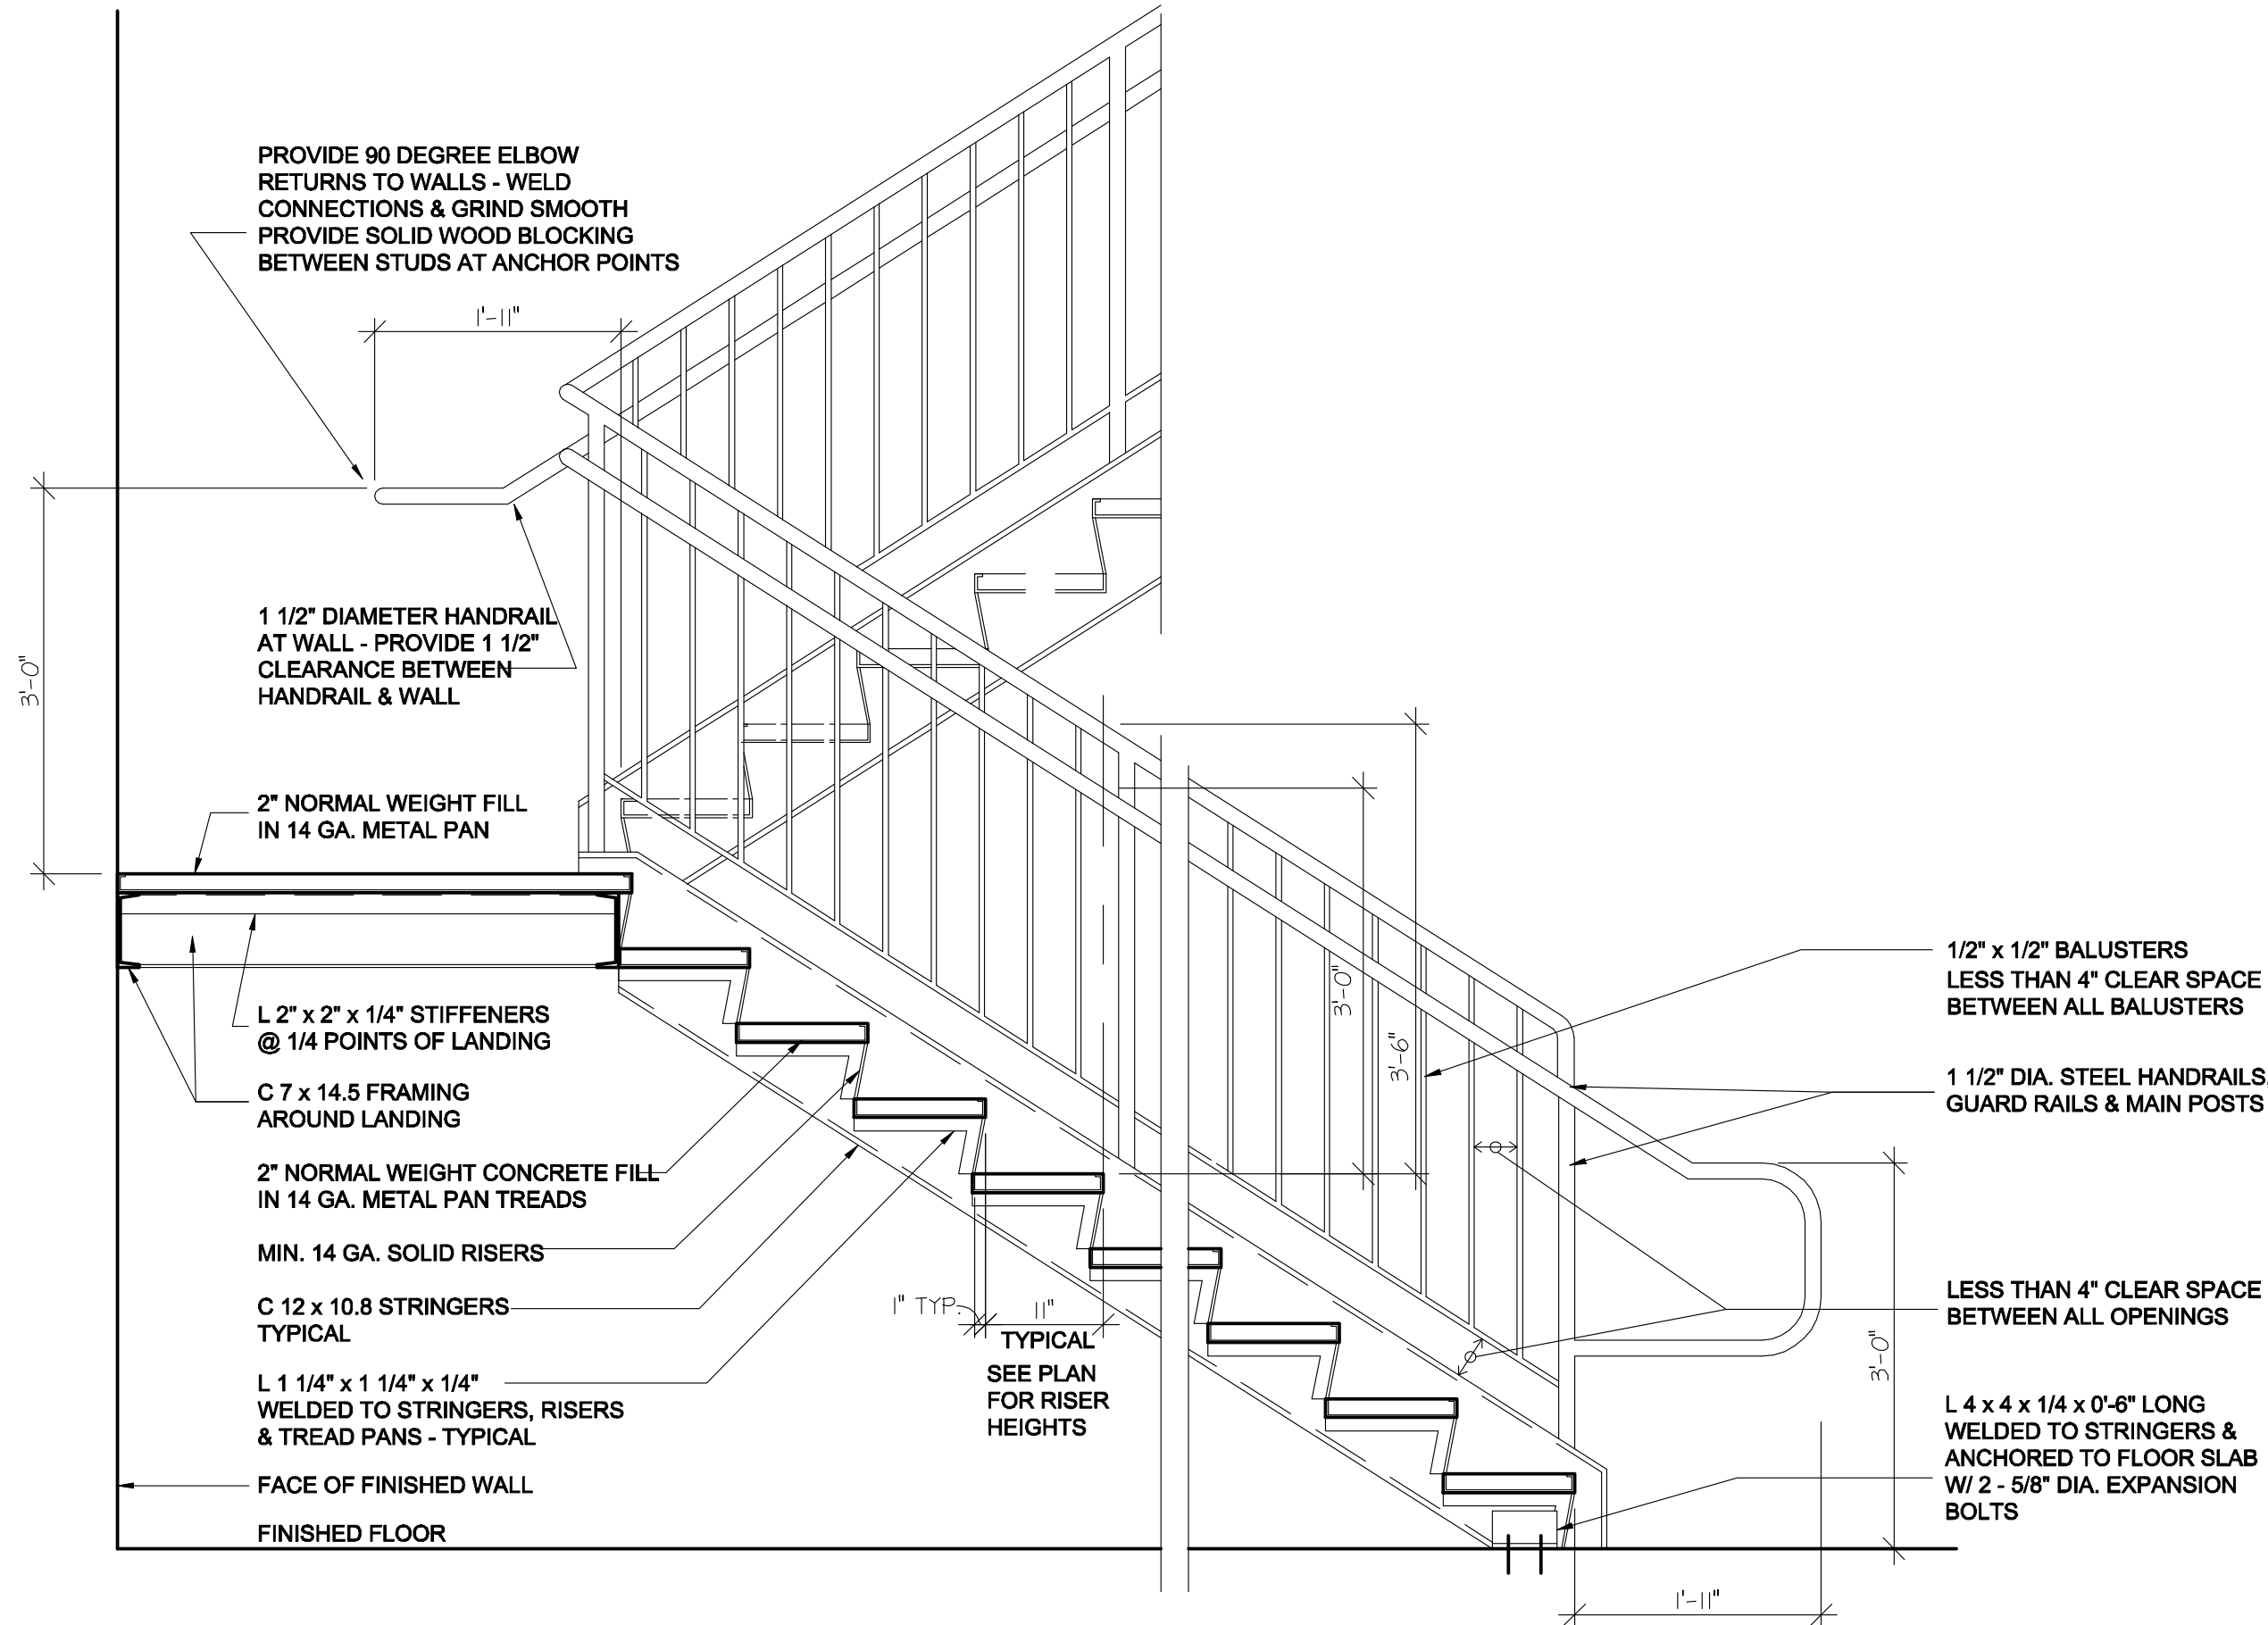 PROVIDE 90 DEGREE ELBOW
RETURNS TO WALLS - WELD
CONNECTIONS & GRIND SMOOTH
PROVIDE SOLID WOOD BLOCKING
BETWEEN STUDS AT ANCHOR POINTS
1'-11"
3'-0"
1 1/2" DIAMETER HANDRAIL
AT WALL - PROVIDE 1 1/2"
CLEARANCE BETWEEN
HANDRAIL & WALL
2" NORMAL WEIGHT FILL
IN 14 GA. METAL PAN
L 2" x 2" x 1/4" STIFFENERS
@ 1/4 POINTS OF LANDING
C 7 x 14.5 FRAMING
AROUND LANDING
2" NORMAL WEIGHT CONCRETE FILL
IN 14 GA. METAL PAN TREADS
MIN. 14 GA. SOLID RISERS
C 12 x 10.8 STRINGERS
TYPICAL
L 1 1/4" x 1 1/4" x 1/4"
WELDED TO STRINGERS, RISERS
& TREAD PANS - TYPICAL
FACE OF FINISHED WALL
FINISHED FLOOR
1" TYP.
11"
TYPICAL
SEE PLAN
FOR RISER
HEIGHTS
3'-0"
3'-6"
1/2" x 1/2" BALUSTERS
LESS THAN 4" CLEAR SPACE
BETWEEN ALL BALUSTERS
1 1/2" DIA. STEEL HANDRAILS,
GUARD RAILS & MAIN POSTS
LESS THAN 4" CLEAR SPACE
BETWEEN ALL OPENINGS
3'-0"
L 4 x 4 x 1/4 x 0'-6" LONG
WELDED TO STRINGERS &
ANCHORED TO FLOOR SLAB
W/ 2 - 5/8" DIA. EXPANSION
BOLTS
1'-11"